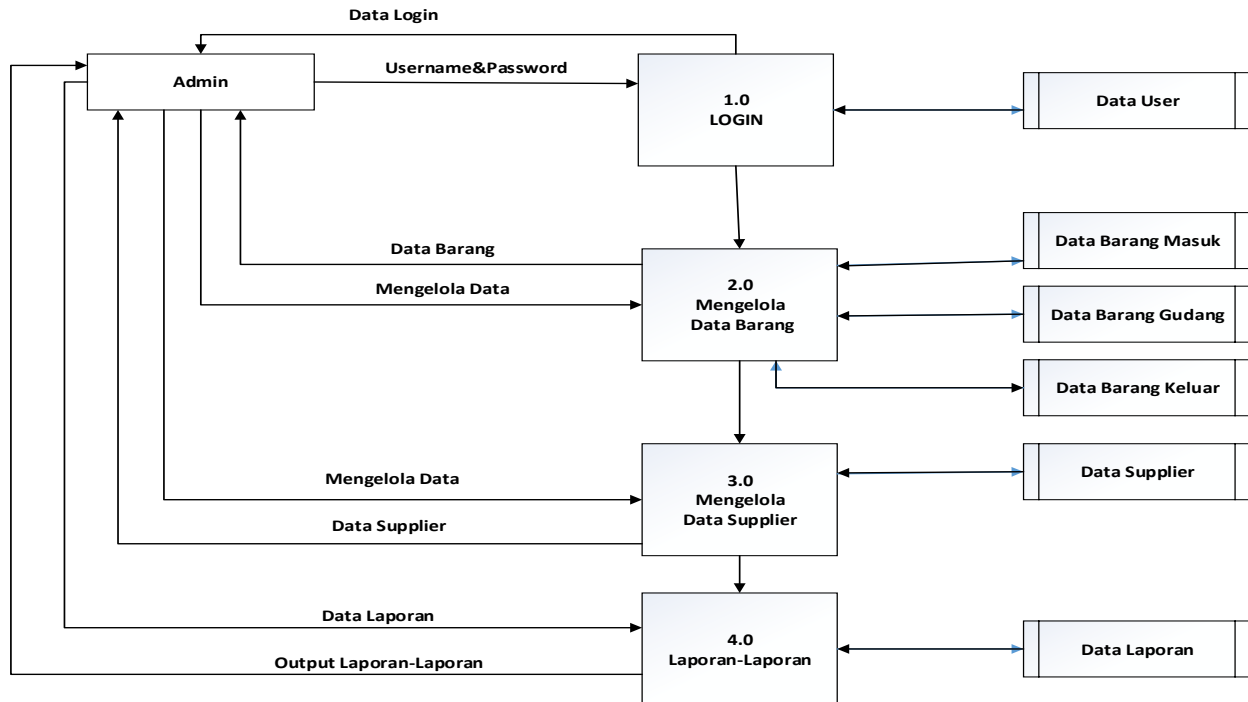 Data Login
Admin
Username&Password
1.0
LOGIN
Data User
Data Barang
Mengelola Data
2.0
Mengelola
Data Barang
Data Barang Masuk
Data Barang Gudang
Data Barang Keluar
Mengelola Data
Data Supplier
3.0
Mengelola
Data Supplier
Data Supplier
Data Laporan
Output Laporan-Laporan
4.0
Laporan-Laporan
Data Laporan